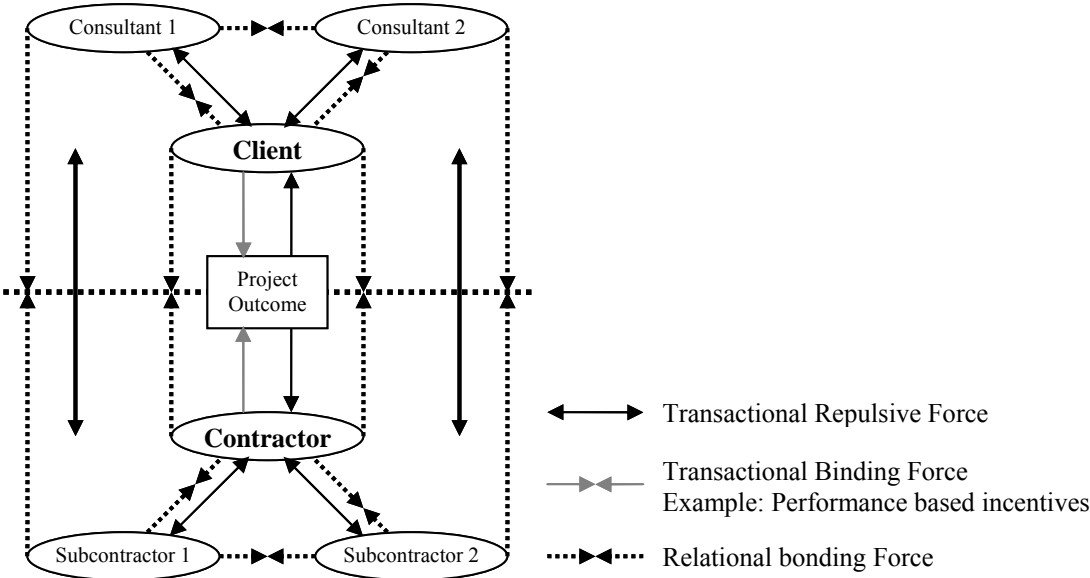 Consultant 1
Consultant 2
Client
Project
Outcome
Contractor
Subcontractor 1
Subcontractor 2
Transactional Repulsive Force
Transactional Binding Force
Example: Performance based incentives
Relational bonding Force